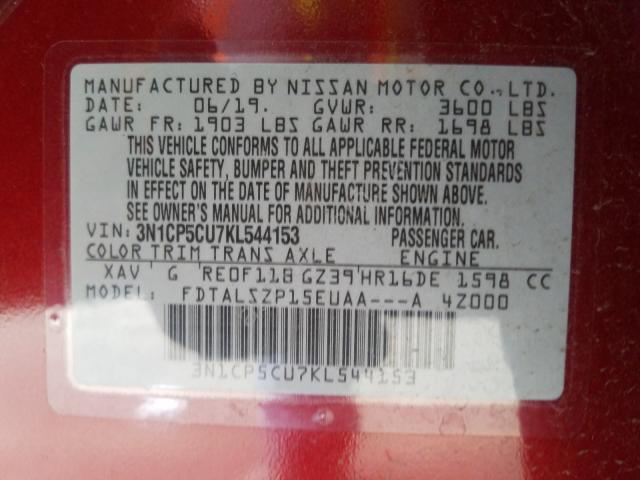 MANUFACTURED BY NISSAN MOTOR CO., LTD.
DATE: 06/19. GVWR: 3600 LBS
GAWR FR: 1903 LBS GAWR RR: 1698 LBS
THIS VEHICLE CONFORMS TO ALL APPLICABLE FEDERAL MOTOR
VEHICLE SAFETY, BUMPER AND THEFT PREVENTION STANDARDS
IN EFFECT ON THE DATE OF MANUFACTURE SHOWN ABOVE.
SEE OWNER'S MANUAL FOR ADDITIONAL INFORMATION.
VIN: 3N1CP5CU7KL544153 PASSENGER CAR.
COLOR TRIM TRANS AXLE ENGINE
XAV G RE0F11B GZ39 HR16DE 1598 CC
MODEL FDTALSZP15EUAA---A 4Z000
3N1CP5CU7KL544153